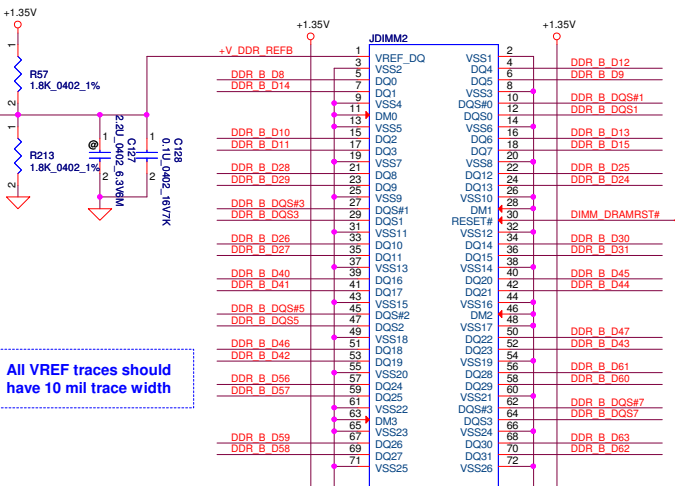 +1.35V +1.35V +1.35V
JDIMM2
+V_DDR_REFB 1 VREF_DQ VSS1 2
3 VSS2 DQ4 4 DDR_B_D12
DDR_B_D8 5 DQ0 DQ5 6 DDR_B_D9
DDR_B_D14 7 DQ1 VSS3 8
9 VSS4 DQS#0 10 DDR_B_DQS#1
11 DM0 DQS0 12 DDR_B_DQS1
13 VSS5 VSS6 14
DDR_B_D10 15 DQ2 DQ6 16 DDR_B_D13
DDR_B_D11 17 DQ3 DQ7 18 DDR_B_D15
19 VSS7 VSS8 20
DDR_B_D28 21 DQ8 DQ12 22 DDR_B_D25
DDR_B_D29 23 DQ9 DQ13 24 DDR_B_D24
25 VSS9 VSS10 26
DDR_B_DQS#3 27 DQS#1 DM1 28
DDR_B_DQS3 29 DQS1 RESET# 30 DIMM_DRAMRST#
31 VSS11 VSS12 32
DDR_B_D26 33 DQ10 DQ14 34 DDR_B_D30
DDR_B_D27 35 DQ11 DQ15 36 DDR_B_D31
37 VSS13 VSS14 38
DDR_B_D40 39 DQ16 DQ20 40 DDR_B_D45
DDR_B_D41 41 DQ17 DQ21 42 DDR_B_D44
43 VSS15 VSS16 44
DDR_B_DQS#5 45 DQS#2 DM2 46
DDR_B_DQS5 47 DQS2 VSS17 48
49 VSS18 DQ22 50 DDR_B_D47
DDR_B_D46 51 DQ18 DQ23 52 DDR_B_D43
DDR_B_D42 53 DQ19 VSS19 54
55 VSS20 DQ28 56 DDR_B_D61
DDR_B_D56 57 DQ24 DQ29 58 DDR_B_D60
DDR_B_D57 59 DQ25 VSS21 60
61 VSS22 DQS#3 62 DDR_B_DQS#7
63 DM3 DQS3 64 DDR_B_DQS7
65 VSS23 VSS24 66
DDR_B_D59 67 DQ26 DQ30 68 DDR_B_D63
DDR_B_D58 69 DQ27 DQ31 70 DDR_B_D62
71 VSS25 VSS26 72
1
R57
1.8K_0402_1%
2
1
R213
1.8K_0402_1%
2
@
1
2
C127
2.2U_0402_6.3V6M
1
2
C128
0.1U_0402_16V7K
All VREF traces should
have 10 mil trace width